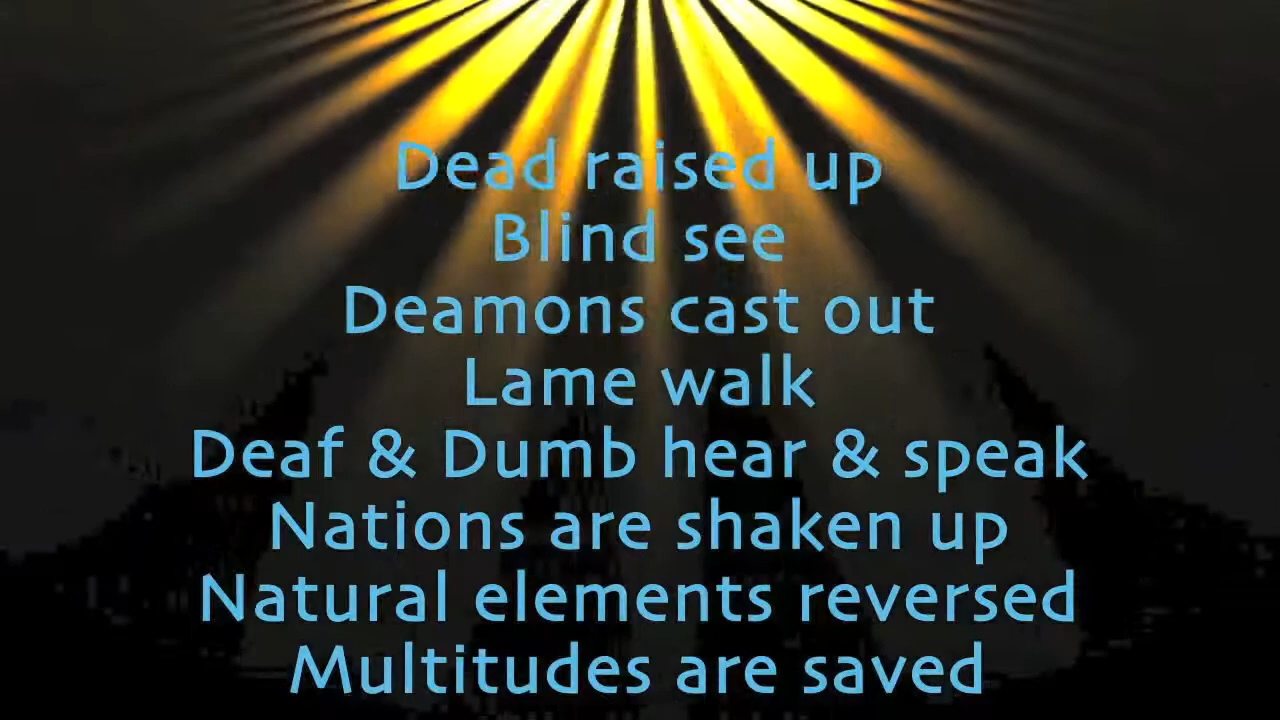 Dead raised up
Blind see
Deamons cast out
Lame walk
Deaf & Dumb hear & speak
Nations are shaken up
Natural elements reversed
Multitudes are saved